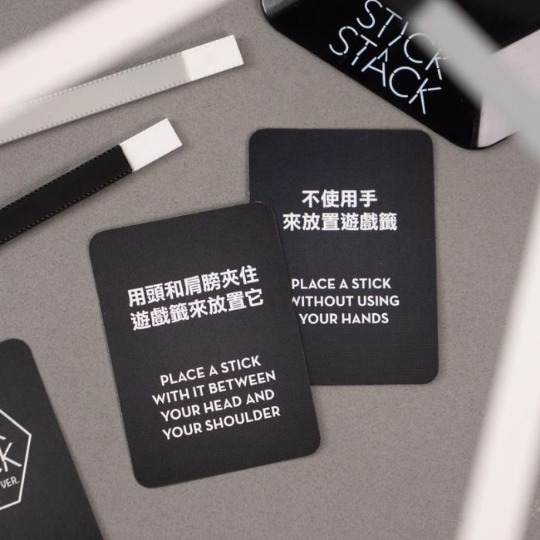 STICK
STACK
不使用手
來放置遊戲籤
PLACE A STICK
WITHOUT USING
YOUR HANDS
用頭和肩膀夾住
遊戲籤來放置它
PLACE A STICK
WITH IT BETWEEN
YOUR HEAD AND
YOUR SHOULDER
VER.